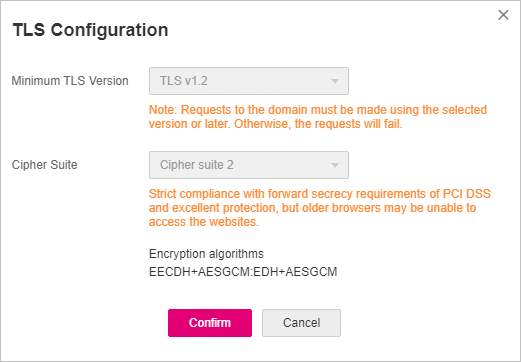 TLS Configuration
Minimum TLS Version
TLS v1.2
Note: Requests to the domain must be made using the selected
version or later. Otherwise, the requests will fail.
Cipher Suite
Cipher suite 2
Strict compliance with forward secrecy requirements of PCI DSS
and excellent protection, but older browsers may be unable to
access the websites.
Encryption algorithms
EECDH+AESGCM:EDH+AESGCM
Confirm
Cancel